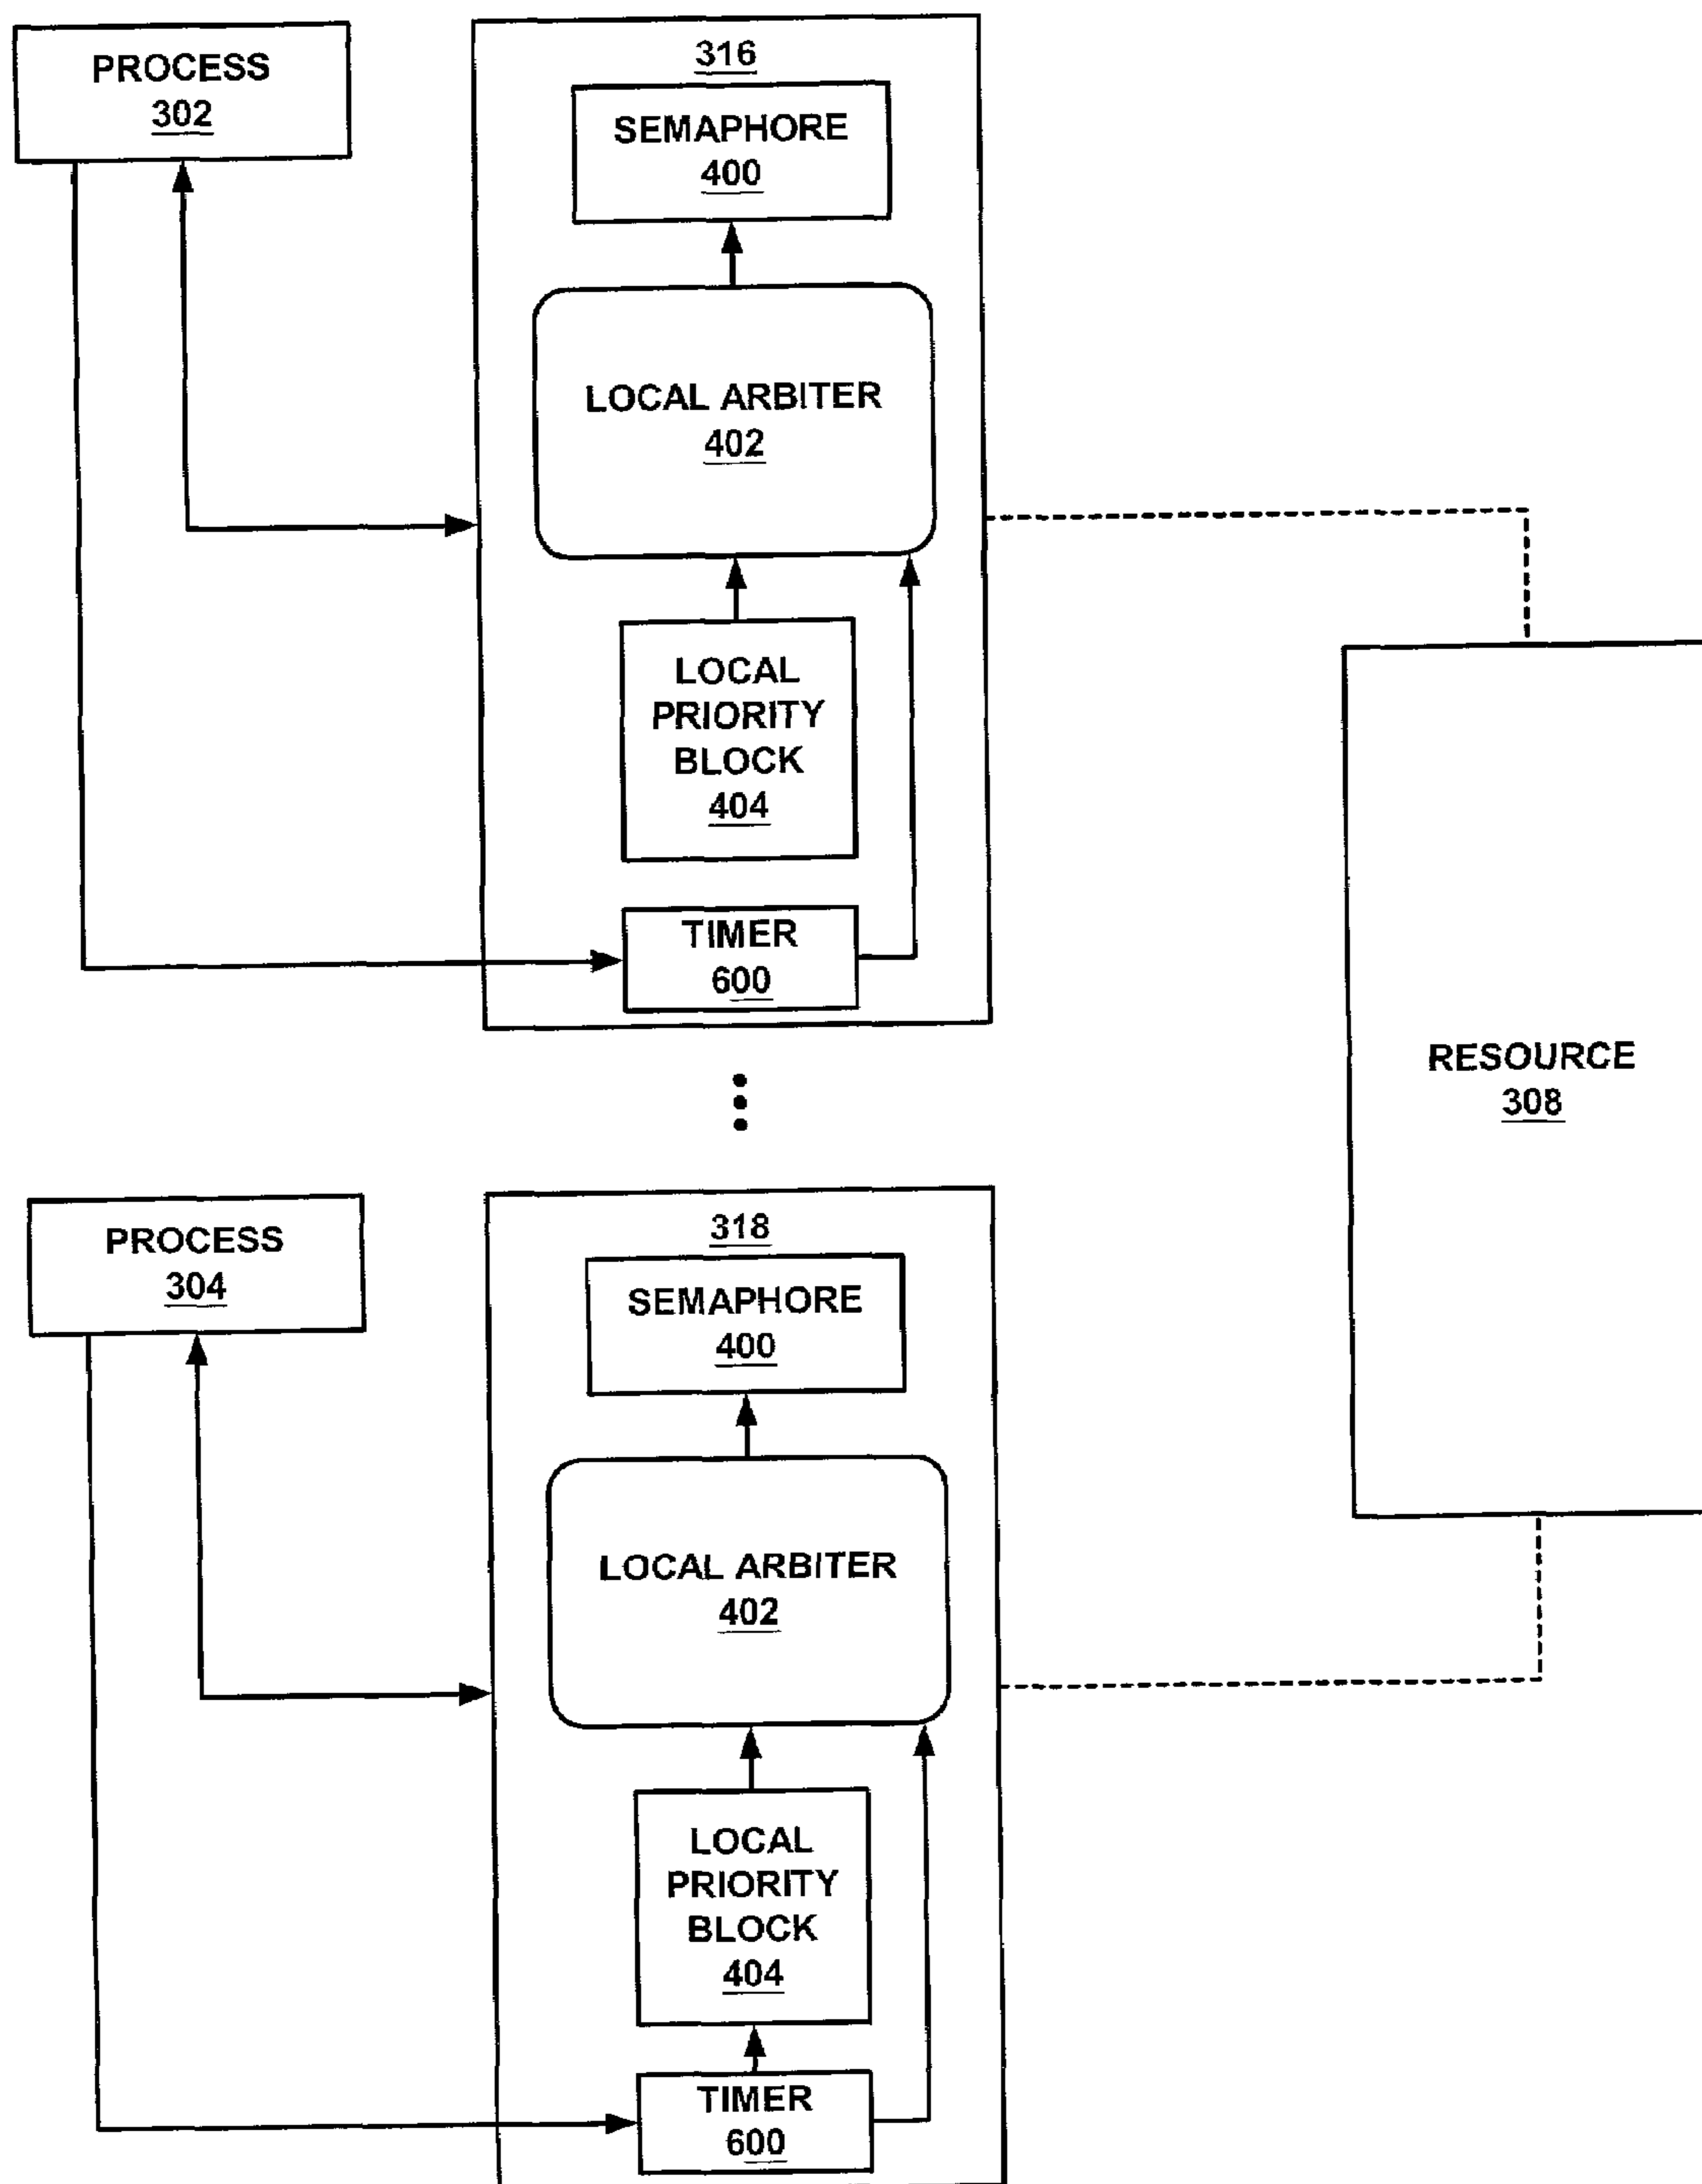 PROCESS
302
316
SEMAPHORE
400
LOCAL ARBITER
402
LOCAL
PRIORITY
BLOCK
404
TIMER
600
RESOURCE
308
PROCESS
304
318
SEMAPHORE
400
LOCAL ARBITER
402
LOCAL
PRIORITY
BLOCK
404
TIMER
600